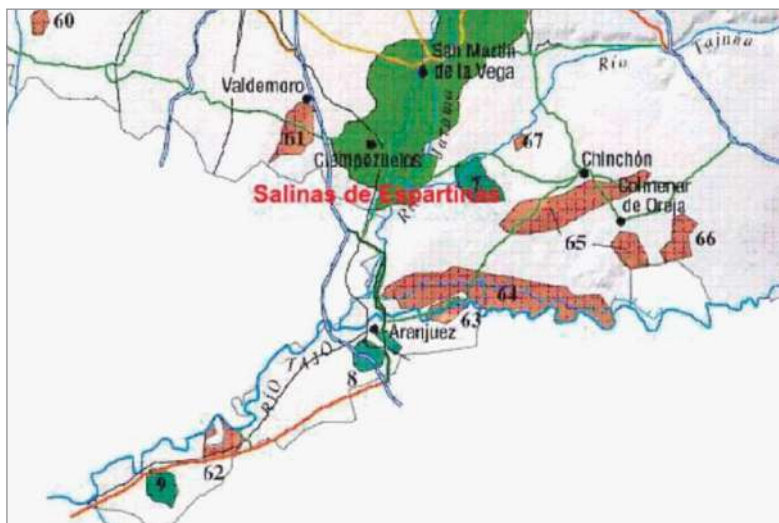 60
San Martín
de la Vega
Río Tajuña
Valdemoro
Jarama
61
Ciempozuelos
67
7
Chinchón
Salinas de Espartinas
Colmenar
de Oreja
65
66
64
63
Aranjuez
8
RÍO TAJO
62
9